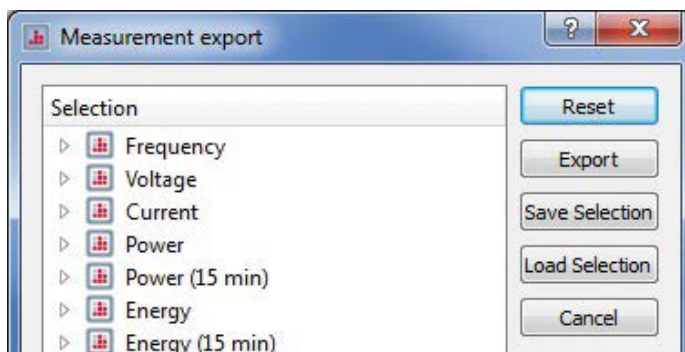 Measurement export
?
X
Selection
Frequency
Voltage
Current
Power
Power (15 min)
Energy
Energy (15 min)
Reset
Export
Save Selection
Load Selection
Cancel